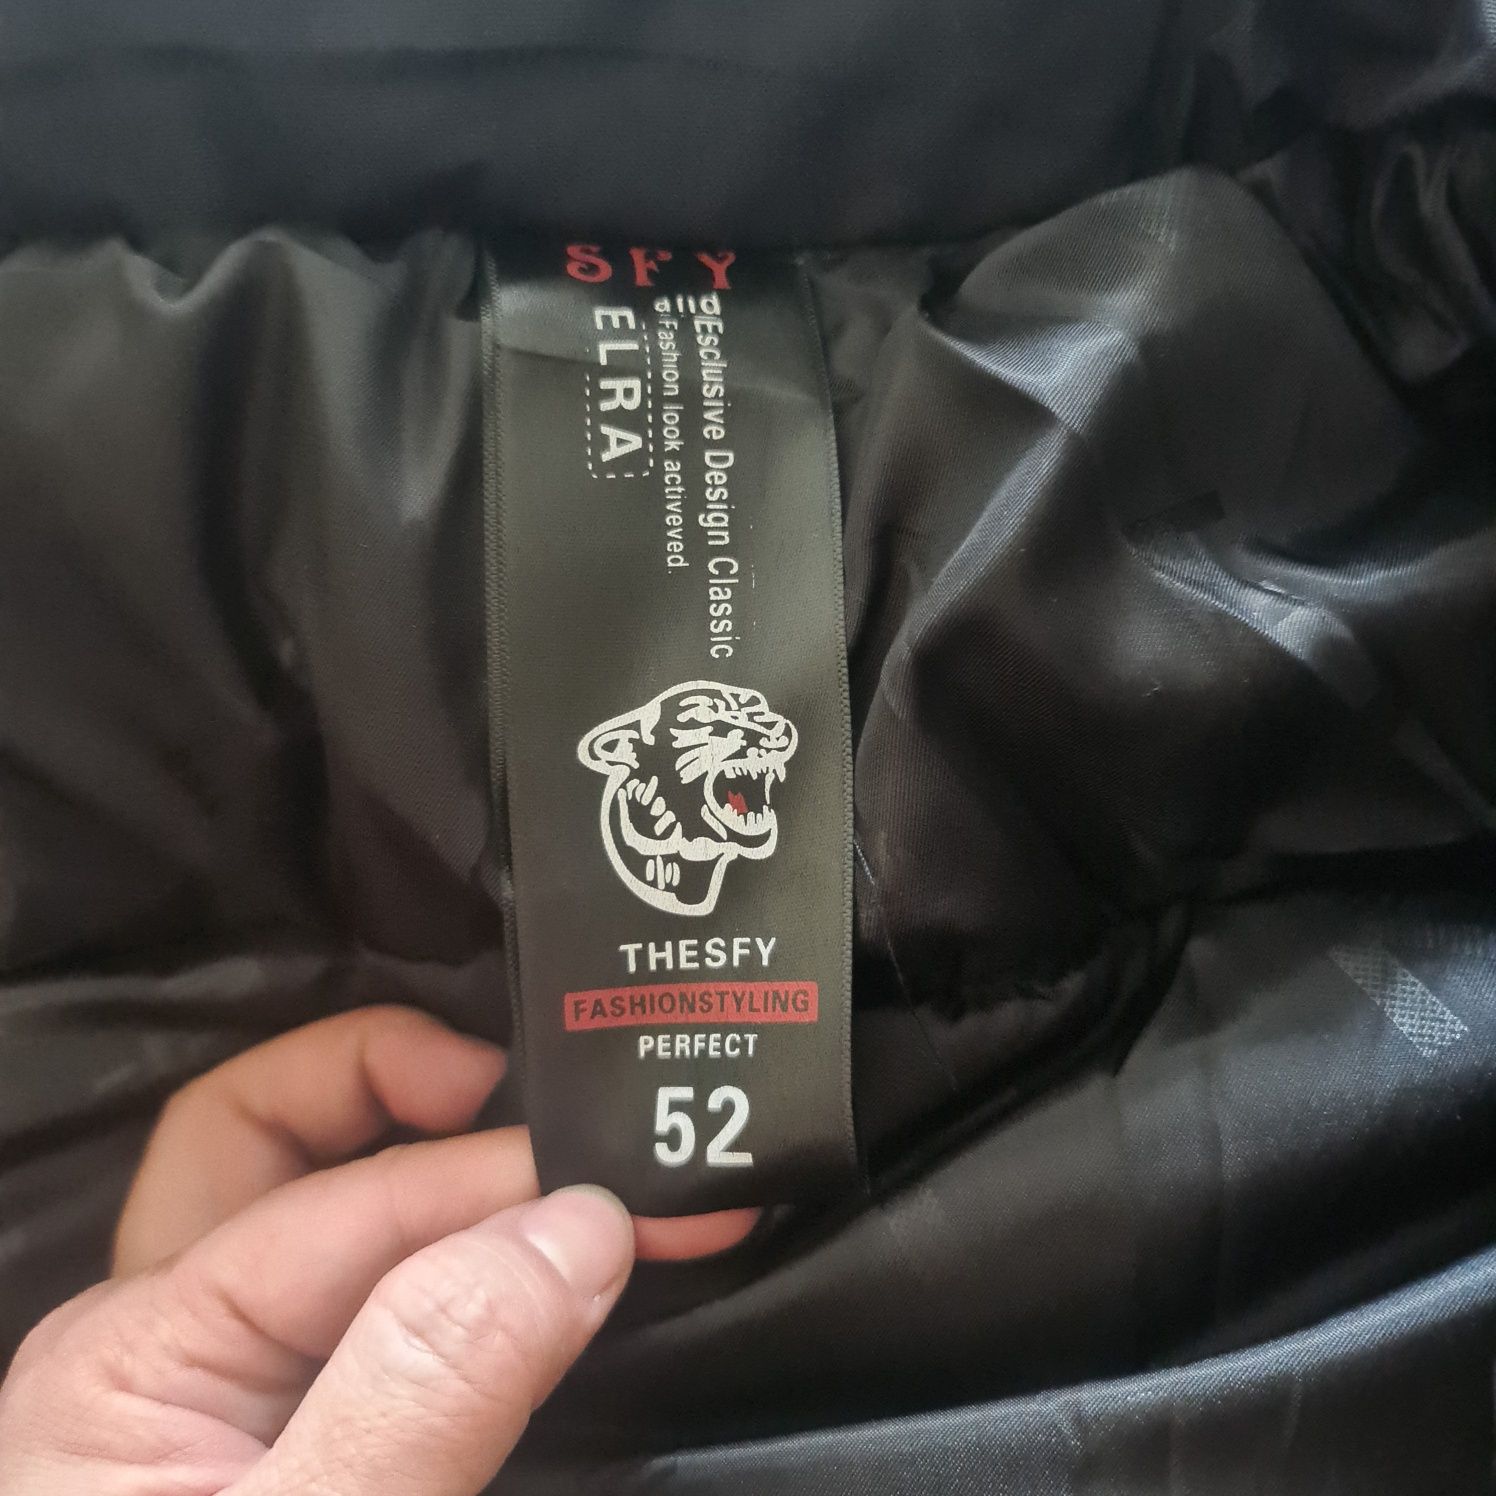 SFY
Esclusive Design Classic
Fashion look activeved.
ELRA
THESFY
FASHIONSTYLING
PERFECT
52